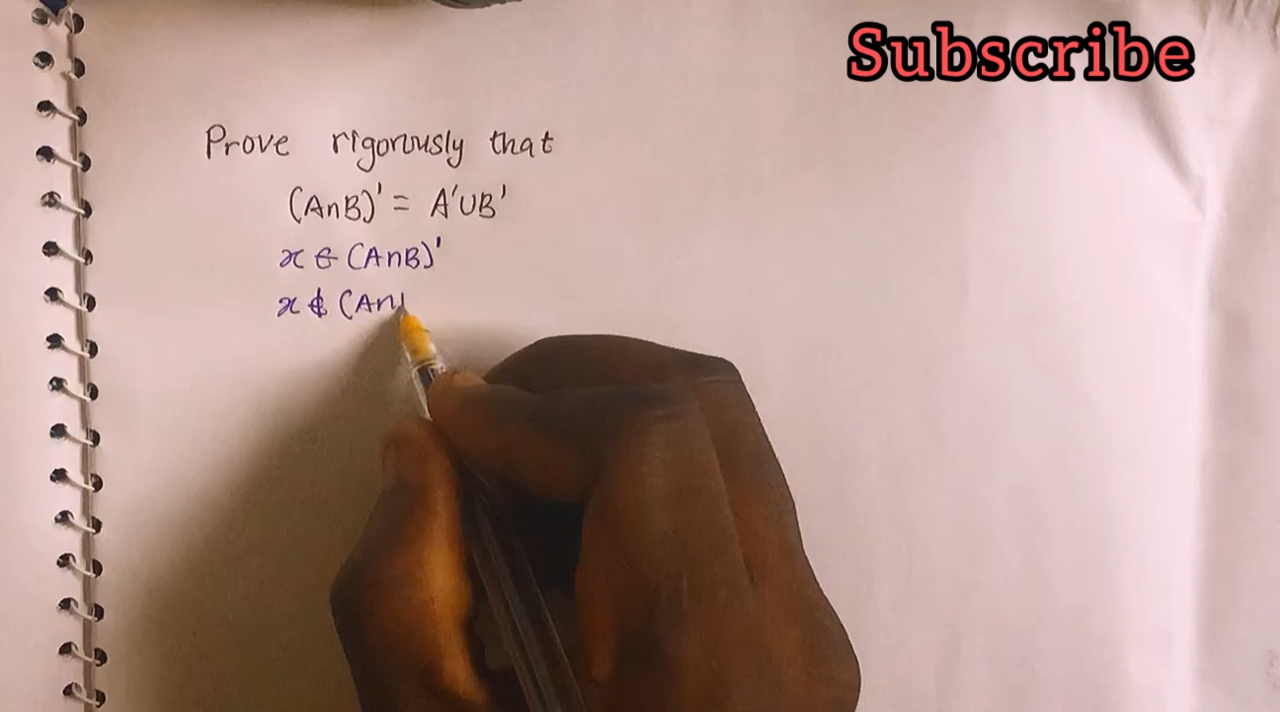 Subscribe
Prove rigorously that
(A∩B)' = A'∪B'
x ∈ (A∩B)'
x ∉ (A∩